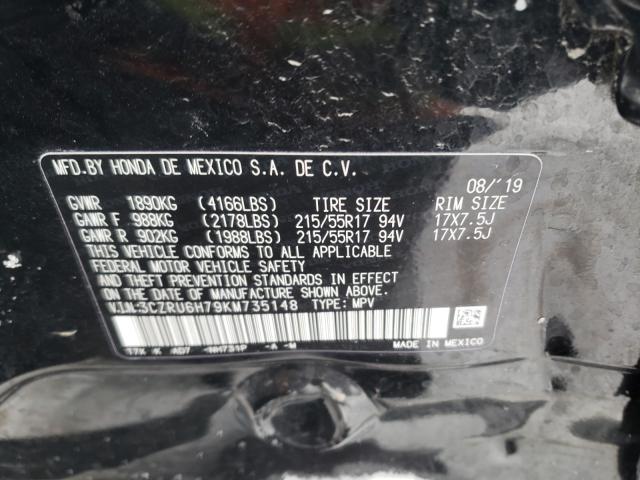 MFD.BY HONDA DE MEXICO S.A. DE C.V.
08/'19
GVWR 1890KG (4166LBS) TIRE SIZE RIM SIZE
GAWR F 988KG (2178LBS) 215/55R17 94V 17X7.5J
GAWR R 902KG (1988LBS) 215/55R17 94V 17X7.5J
THIS VEHICLE CONFORMS TO ALL APPLICABLE
FEDERAL MOTOR VEHICLE SAFETY
AND THEFT PREVENTION STANDARDS IN EFFECT
ON THE DATE OF MANUFACTURE SHOWN ABOVE.
VIN:3CZRU6H79KM735148 TYPE: MPV
MADE IN MEXICO